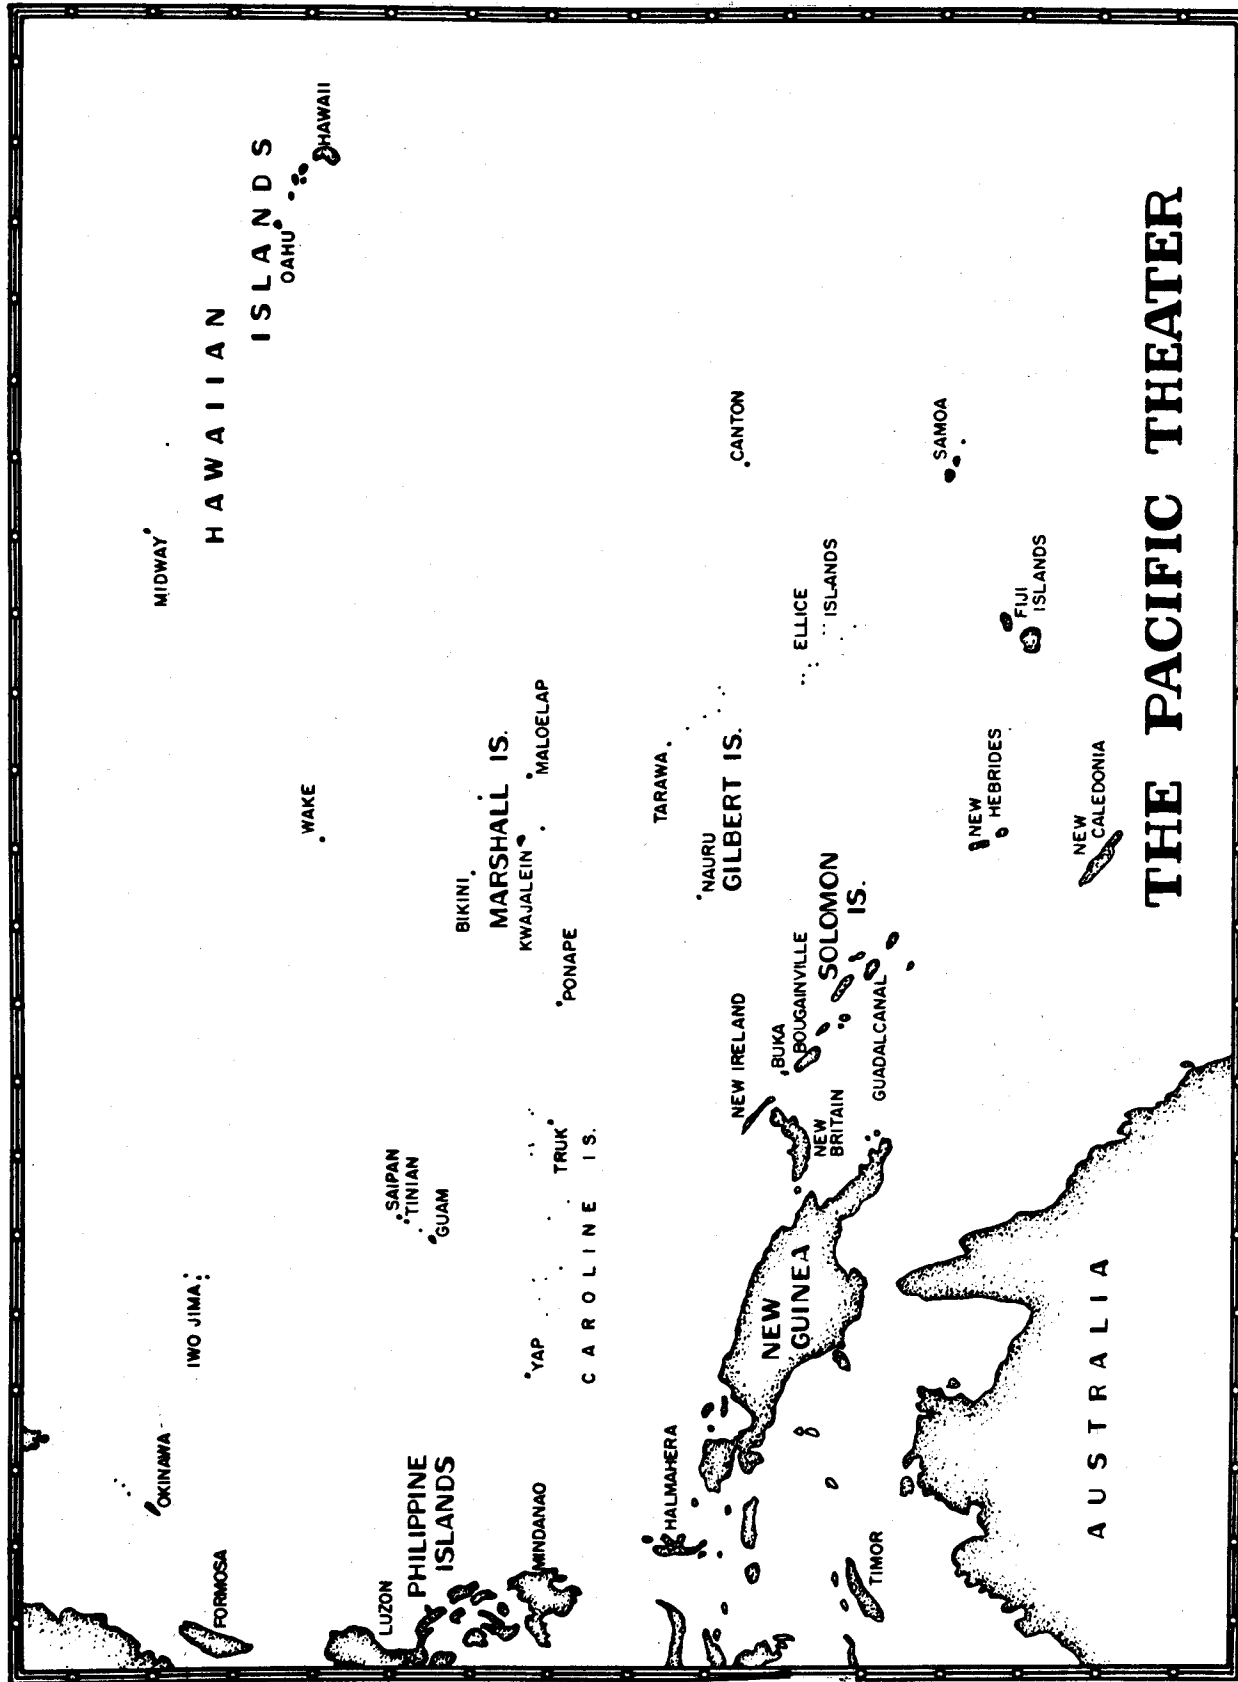 HAWAIIAN
ISLANDS
OAHU
HAWAII
MIDWAY
OKINAWA
IWO JIMA
FORMOSA
WAKE
LUZON
PHILIPPINE
ISLANDS
SAIPAN
TINIAN
GUAM
BIKINI
MARSHALL IS.
KWAJALEIN
MALOELAP
MINDANAO
YAP
TRUK
PONAPE
CAROLINE IS.
HALMAHERA
TARAWA
NAURU
GILBERT IS.
CANTON
NEW IRELAND
NEW
GUINEA
BUKA
BOUGAINVILLE
ELLICE
ISLANDS
NEW
BRITAIN
SOLOMON
IS.
TIMOR
GUADALCANAL
SAMOA
NEW
HEBRIDES
FIJI
ISLANDS
NEW
CALEDONIA
AUSTRALIA
THE PACIFIC THEATER